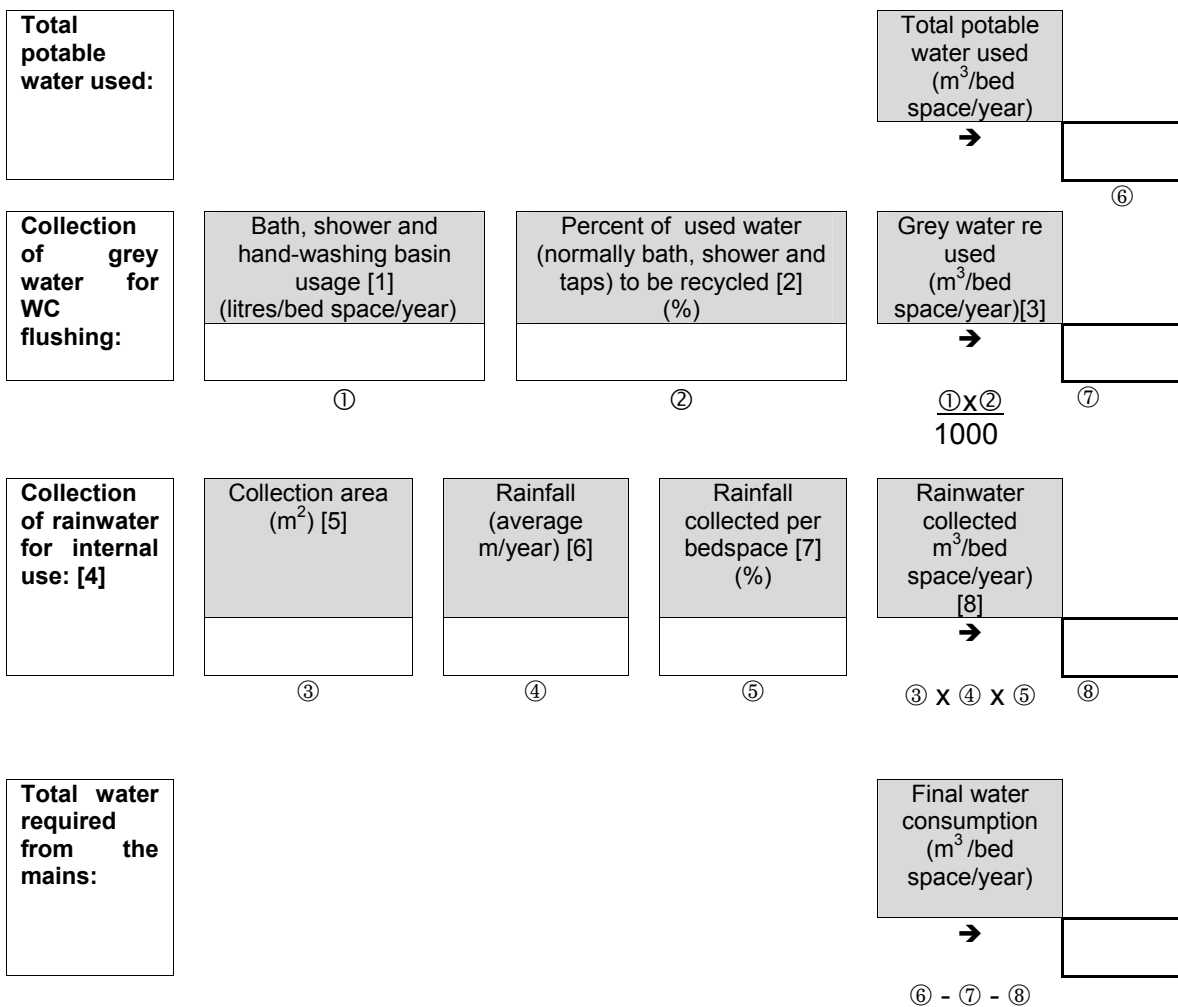 Total
potable
water used:
Total potable
water used
(m³/bed
space/year)
➔
⑥
Collection
of grey
water for
WC
flushing:
Bath, shower and
hand-washing basin
usage [1]
(litres/bed space/year)
①
Percent of used water
(normally bath, shower and
taps) to be recycled [2]
(%)
②
Grey water re
used
(m³/bed
space/year)[3]
➔
①x②
1000
⑦
Collection
of rainwater
for internal
use: [4]
Collection area
(m²) [5]
③
Rainfall
(average
m/year) [6]
④
Rainfall
collected per
bedspace [7]
(%)
⑤
Rainwater
collected
m³/bed
space/year)
[8]
➔
③ x ④ x ⑤
⑧
Total water
required
from the
mains:
Final water
consumption
(m³ /bed
space/year)
➔
⑥ - ⑦ - ⑧